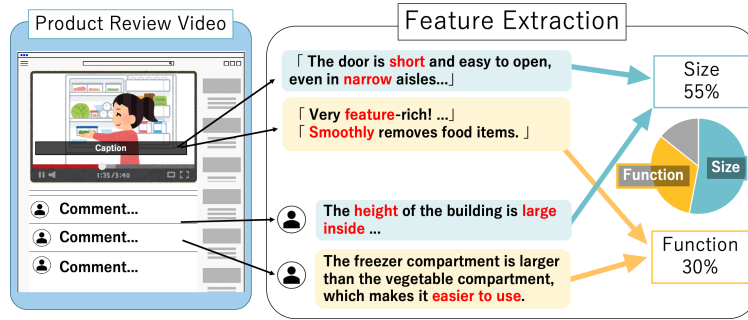 Product Review Video
Feature Extraction
「 The door is short and easy to open,
even in narrow aisles...」
「 Very feature-rich! ...」
「 Smoothly removes food items. 」
Caption
1:35/3:40
Comment...
Comment...
Comment...
The height of the building is large
inside ...
The freezer compartment is larger
than the vegetable compartment,
which makes it easier to use.
Size
55%
Function
Size
Function
30%